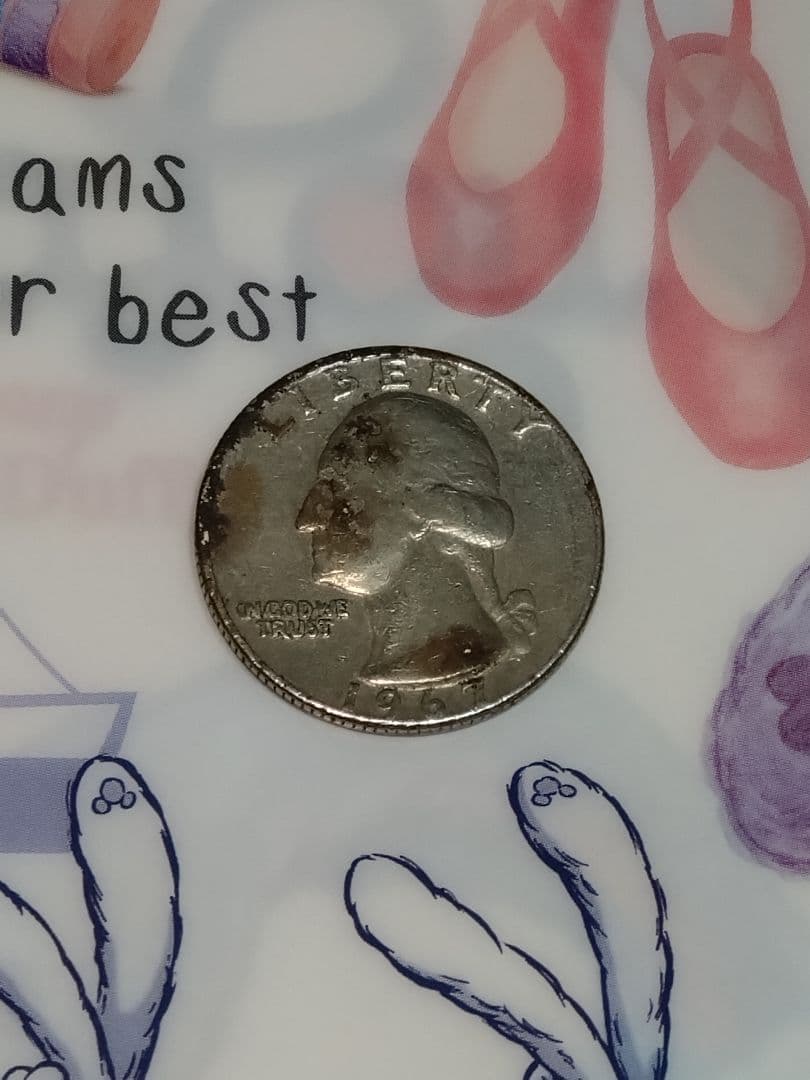 ams
r best
LIBERTY
IN GOD WE
TRUST
1967